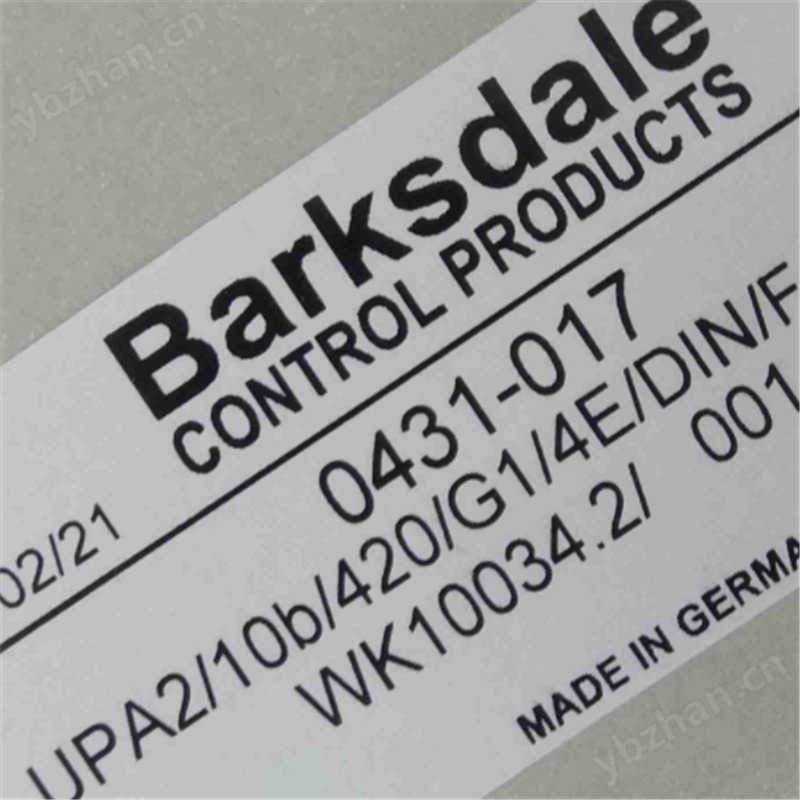 ybzhan.cn
Barksdale
CONTROL PRODUCTS
0431-017
02/21
UPA2/10b/420/G1/4E/DIN/F
WK10034.2/ 001
MADE IN GERMA
ybzhan.cn